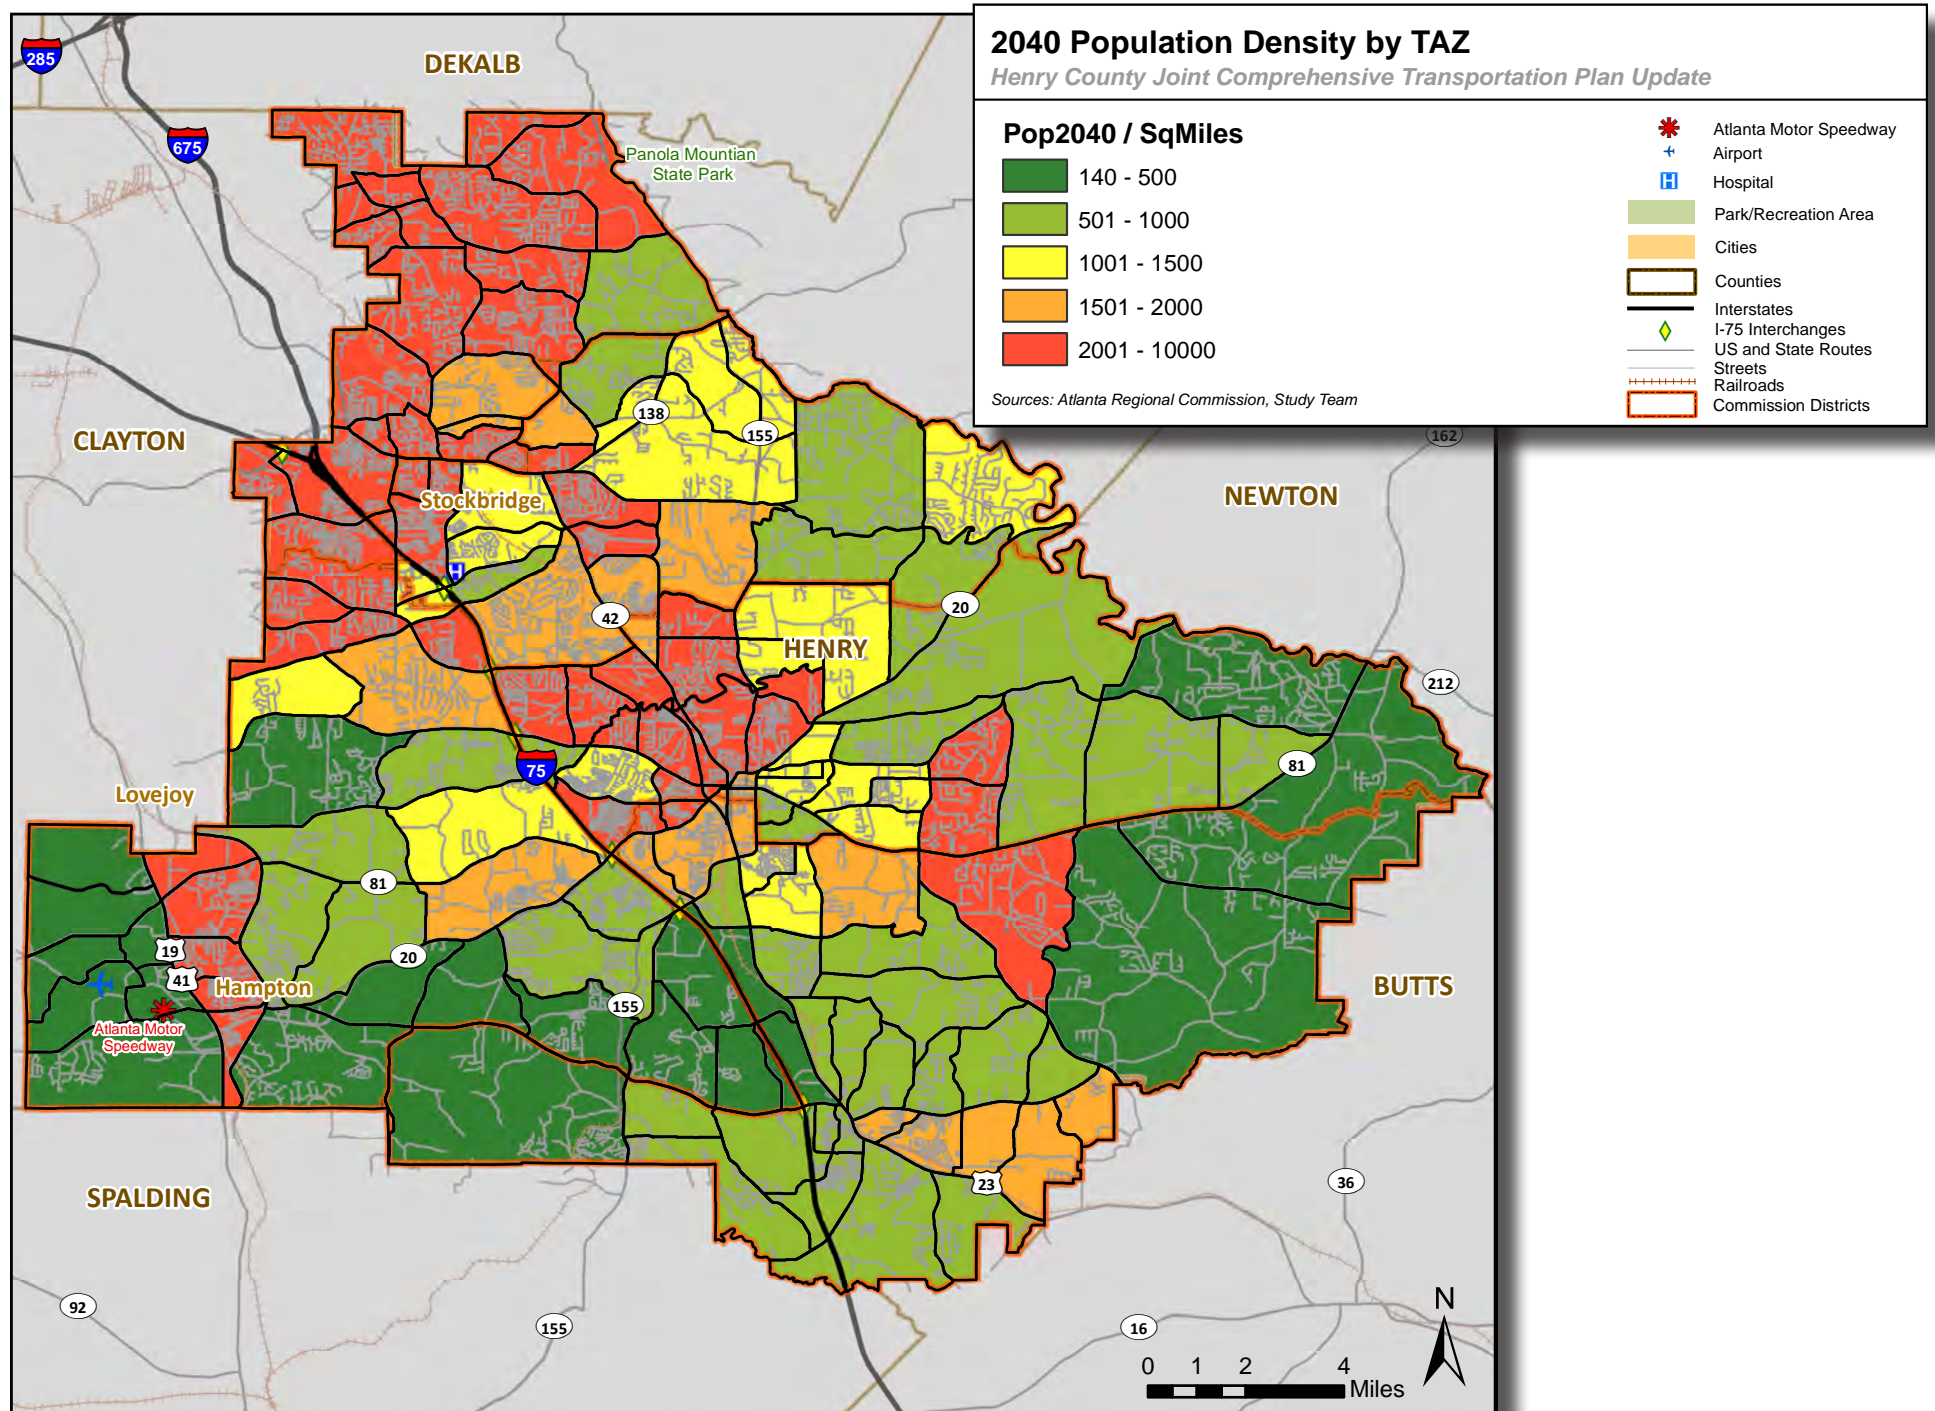 2040 Population Density by TAZ
Henry County Joint Comprehensive Transportation Plan Update
Pop2040 / SqMiles
140 - 500
501 - 1000
1001 - 1500
1501 - 2000
2001 - 10000
Sources: Atlanta Regional Commission, Study Team
Atlanta Motor Speedway
Airport
H
Hospital
Park/Recreation Area
Cities
Counties
Interstates
I-75 Interchanges
US and State Routes
Streets
Railroads
Commission Districts
285
DEKALB
675
Panola Mountian
State Park
138
155
162
CLAYTON
Stockbridge
NEWTON
H
20
42
HENRY
212
75
81
Lovejoy
81
19
20
41
Hampton
BUTTS
155
Atlanta Motor
Speedway
23
36
SPALDING
92
155
16
N
0 1 2 4
Miles